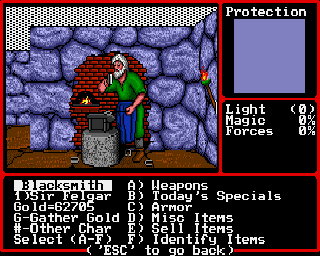 Protection
Light (0)
Magic 0%
Forces 0%
Blacksmith A) Weapons
1)Sir Felgar B) Today's Specials
Gold=62705 C) Armor
G-Gather Gold D) Misc Items
#-Other Char E) Sell Items
Select (A-F) F) Identify Items
('ESC' to go back)